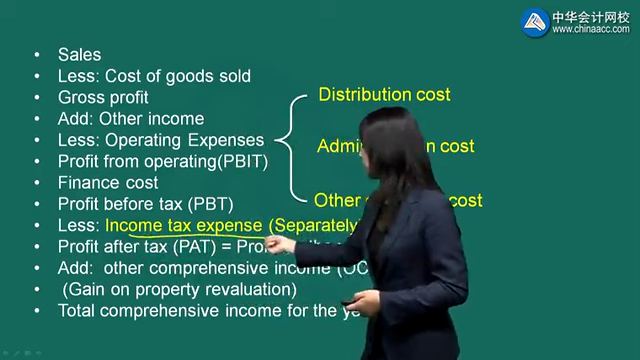 中华会计网校
www.chinaacc.com
• Sales
• Less: Cost of goods sold
• Gross profit
• Add: Other income
• Less: Operating Expenses
• Profit from operating(PBIT)
• Finance cost
• Profit before tax (PBT)
• Less: Income tax expense (Separately)
• Profit after tax (PAT) =
• Add: other comprehensive income (OC
• (Gain on property revaluation)
• Total comprehensive income for the
Distribution cost
cost
Other cost